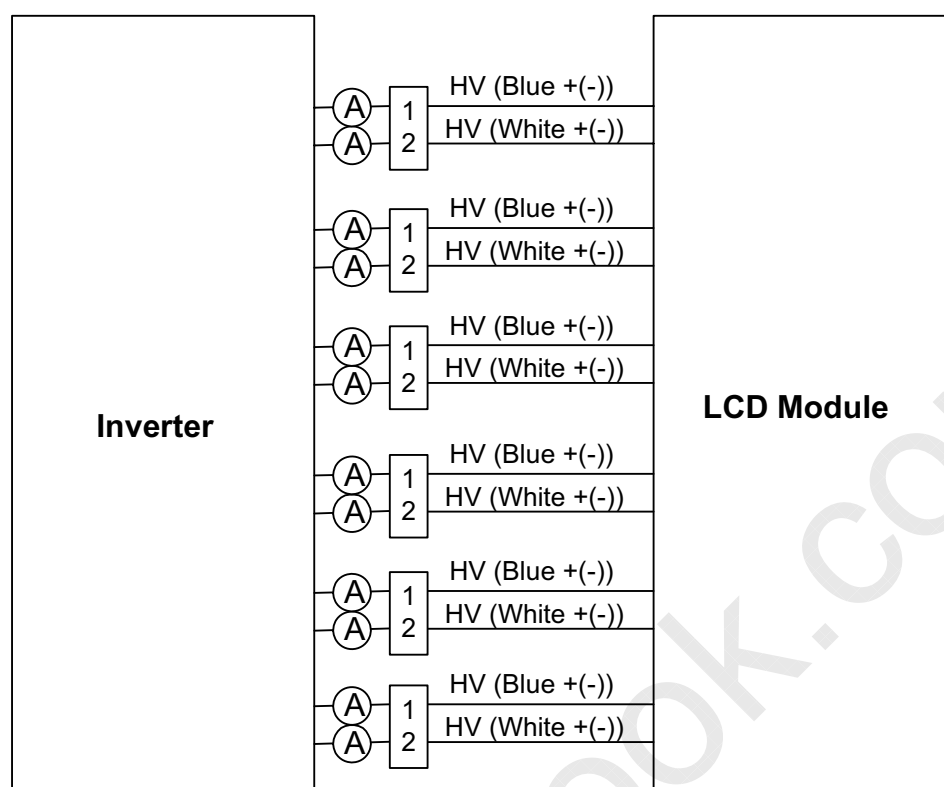 HV (Blue +(-))
A 1
HV (White +(-))
A 2
HV (Blue +(-))
A 1
HV (White +(-))
A 2
HV (Blue +(-))
A 1
HV (White +(-))
A 2
Inverter
LCD Module
HV (Blue +(-))
A 1
HV (White +(-))
A 2
HV (Blue +(-))
A 1
HV (White +(-))
A 2
HV (Blue +(-))
A 1
HV (White +(-))
A 2
ook.co